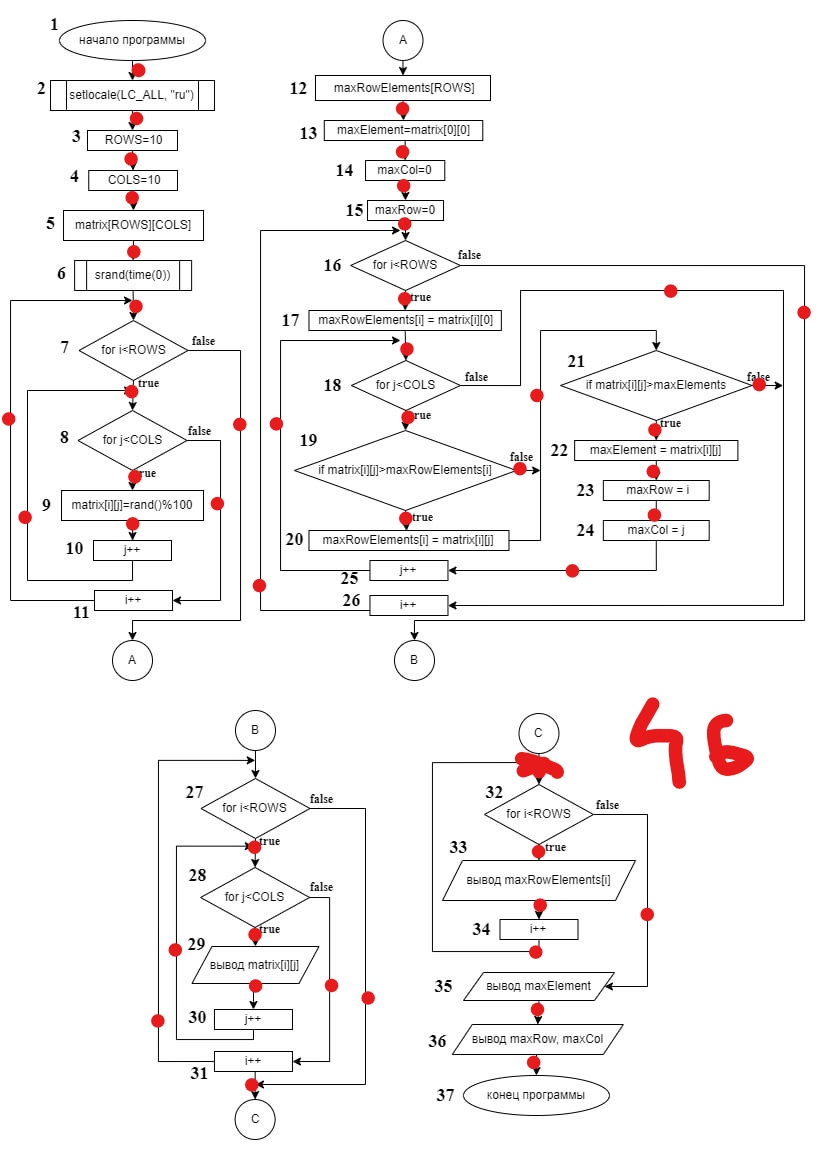 1
начало программы
2
setlocale(LC_ALL, "ru")
3
ROWS=10
4
COLS=10
5
matrix[ROWS][COLS]
6
srand(time(0))
7
for i<ROWS
false
true
8
for j<COLS
false
true
9
matrix[i][j]=rand()%100
10
j++
11
i++
A
A
12
maxRowElements[ROWS]
13
maxElement=matrix[0][0]
14
maxCol=0
15
maxRow=0
16
for i<ROWS
false
true
17
maxRowElements[i] = matrix[i][0]
18
for j<COLS
false
true
19
if matrix[i][j]>maxRowElements[i]
false
true
20
maxRowElements[i] = matrix[i][j]
21
if matrix[i][j]>maxElements
false
true
22
maxElement = matrix[i][j]
23
maxRow = i
24
maxCol = j
25
j++
26
i++
B
B
27
for i<ROWS
false
true
28
for j<COLS
false
true
29
вывод matrix[i][j]
30
j++
31
i++
C
C
4б
32
for i<ROWS
false
true
33
вывод maxRowElements[i]
34
i++
35
вывод maxElement
36
вывод maxRow, maxCol
37
конец программы